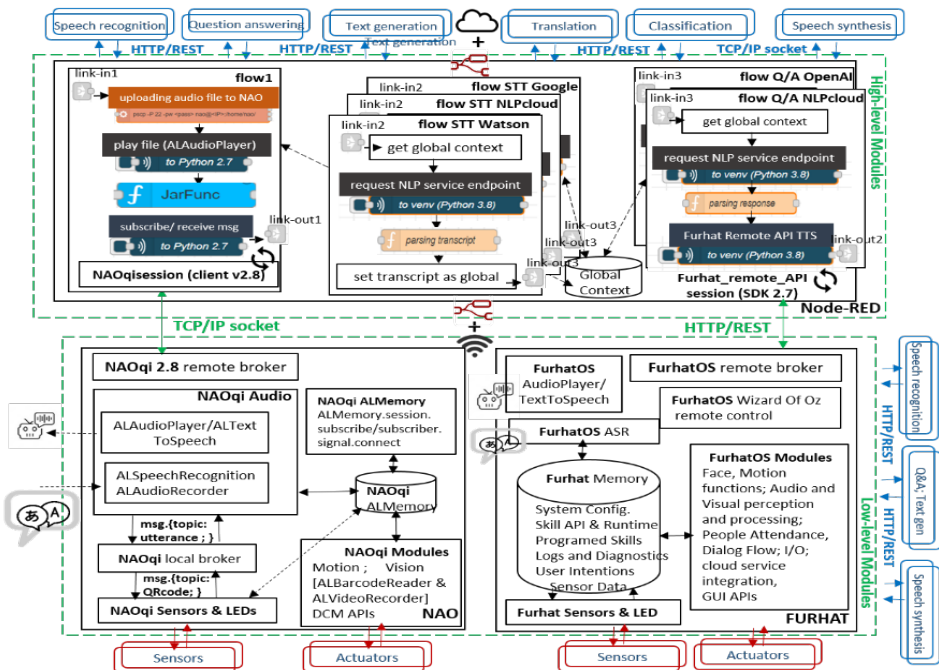 Speech recognition
Question answering
Text generation
Text generation
Translation
Classification
Speech synthesis
HTTP/REST
HTTP/REST
HTTP/REST
TCP/IP socket
link-in1
flow1
uploading audio file to NAO
play file (ALAudioPlayer)
to Python 2.7
JarFunc
subscribe/ receive msg
link-out1
to Python 2.7
NAOqisession (client v2.8)
link-in2
flow STT Google
link-in2
flow STT NLPcloud
link-in2
flow STT Watson
get global context
request NLP service endpoint
to venv (Python 3.8)
parsing transcript
set transcript as global
link-out3
link-out3
link-out3
Global
Context
link-in3
flow Q/A OpenAI
link-in3
flow Q/A NLPcloud
get global context
request NLP service endpoint
to venv (Python 3.8)
parsing response
Furhat Remote API TTS
link-out2
to venv (Python 3.8)
Furhat_remote_API
session (SDK 2.7)
Node-RED
High-level Modules
TCP/IP socket
HTTP/REST
NAOqi 2.8 remote broker
NAOqi Audio
ALAudioPlayer/ALText
ToSpeech
ALSpeechRecognition
ALAudioRecorder
msg.{topic:
utterance ; }
NAOqi local broker
msg.{topic:
QRcode; }
NAOqi Sensors & LEDs
NAOqi ALMemory
ALMemory.session.
subscribe/subscriber.
signal.connect
NAOqi
ALMemory
NAOqi Modules
Motion ; Vision
[ALBarcodeReader &
ALVideoRecorder]
DCM APIs
NAO
あ A
FurhatOS
AudioPlayer/
TextToSpeech
FurhatOS remote broker
FurhatOS Wizard Of Oz
remote control
FurhatOS ASR
あ A
Furhat Memory
System Config.
Skill API & Runtime
Programed Skills
Logs and Diagnostics
User Intentions
Sensor Data
Furhat Sensors & LED
FurhatOS Modules
Face, Motion
functions; Audio and
Visual perception
and processing;
People Attendance,
Dialog Flow; I/O;
cloud service
integration,
GUI APIs
FURHAT
Low-level Modules
Speech recognition
HTTP/REST
Q&A; Text gen
HTTP/REST
Speech synthesis
Sensors
Actuators
Sensors
Actuators